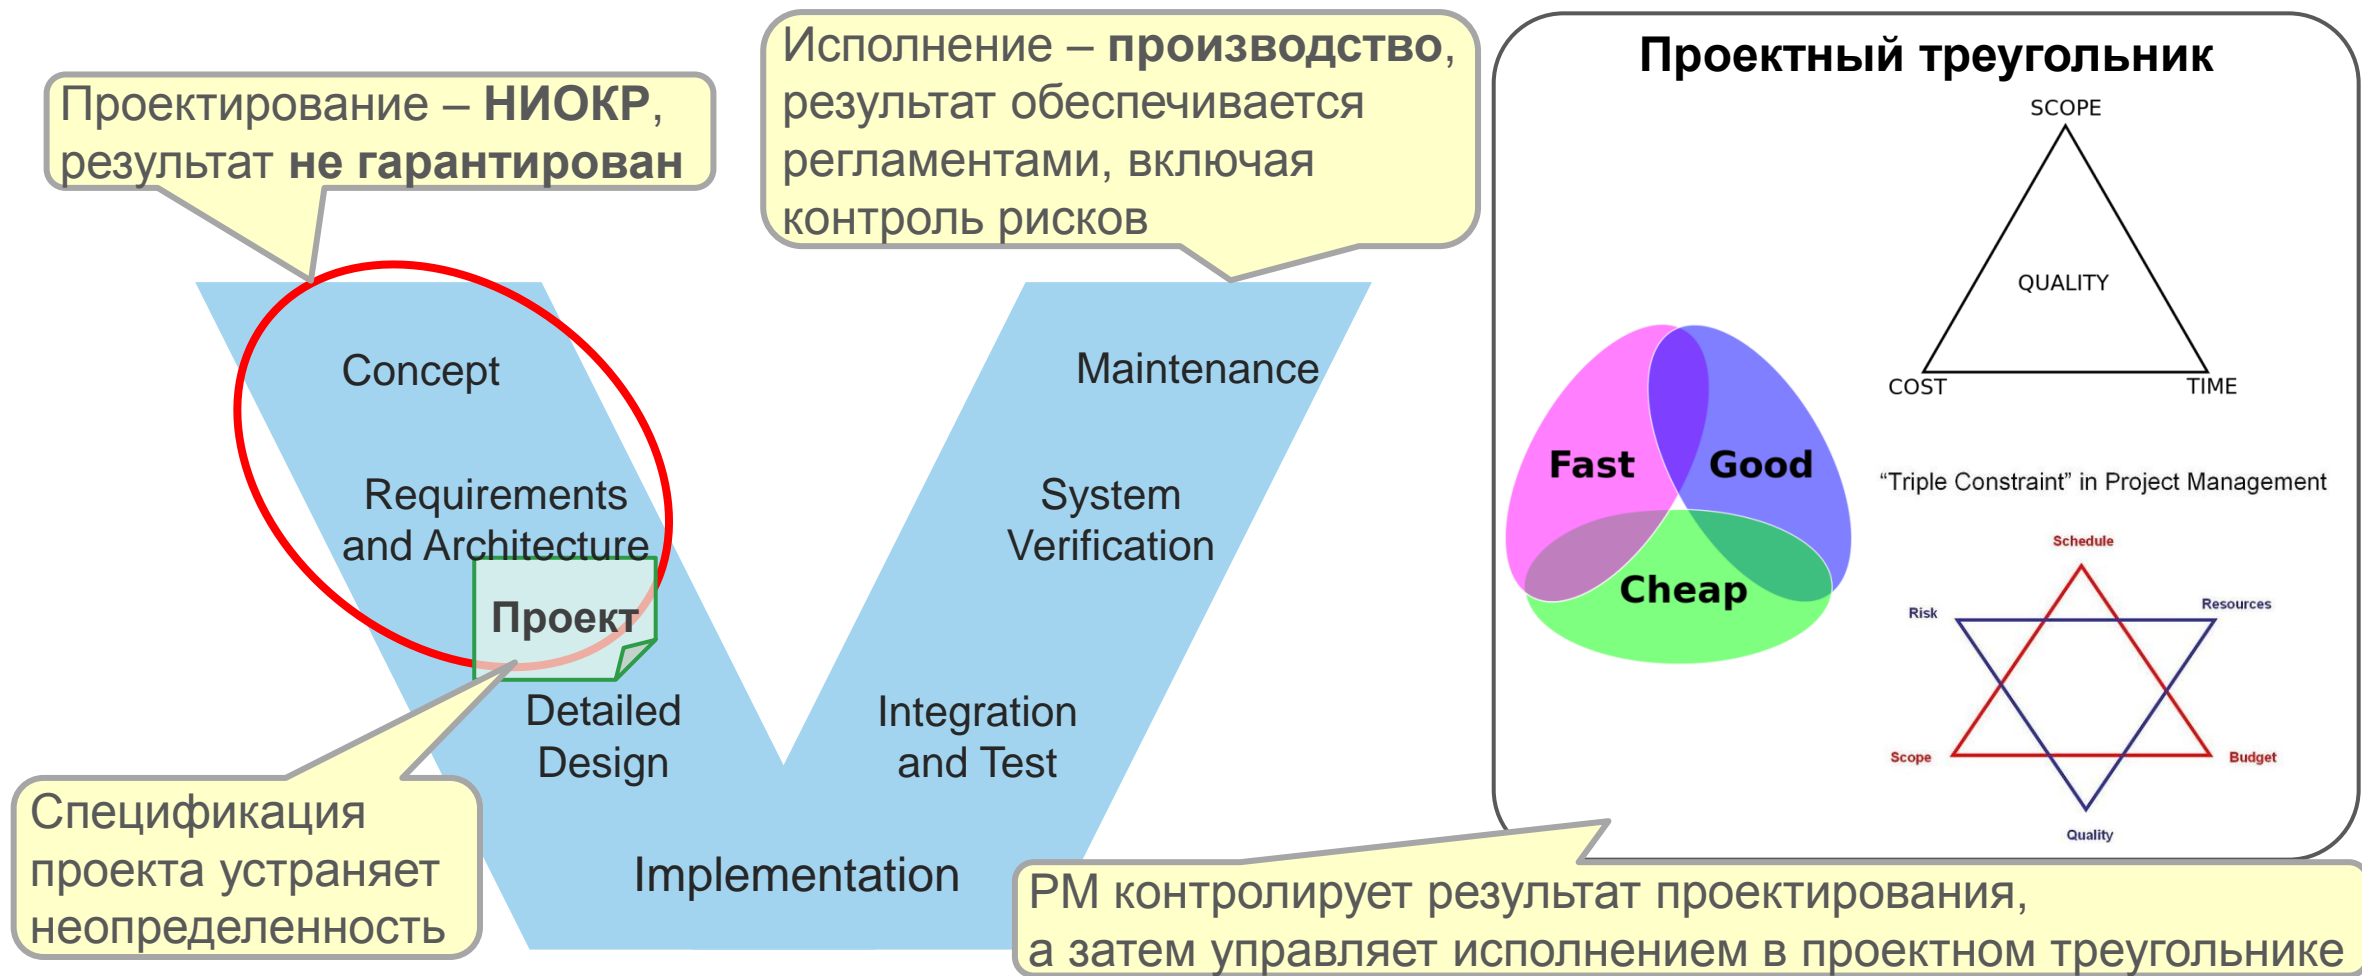 Проектирование – НИОКР,
результат не гарантирован
Исполнение – производство,
результат обеспечивается
регламентами, включая
контроль рисков
Concept
Requirements
and Architecture
Проект
Detailed
Design
Implementation
Integration
and Test
System
Verification
Maintenance
Спецификация
проекта устраняет
неопределенность
Проектный треугольник
SCOPE
QUALITY
COST
TIME
Fast
Good
Cheap
“Triple Constraint” in Project Management
Schedule
Risk
Resources
Scope
Budget
Quality
PM контролирует результат проектирования,
а затем управляет исполнением в проектном треугольнике